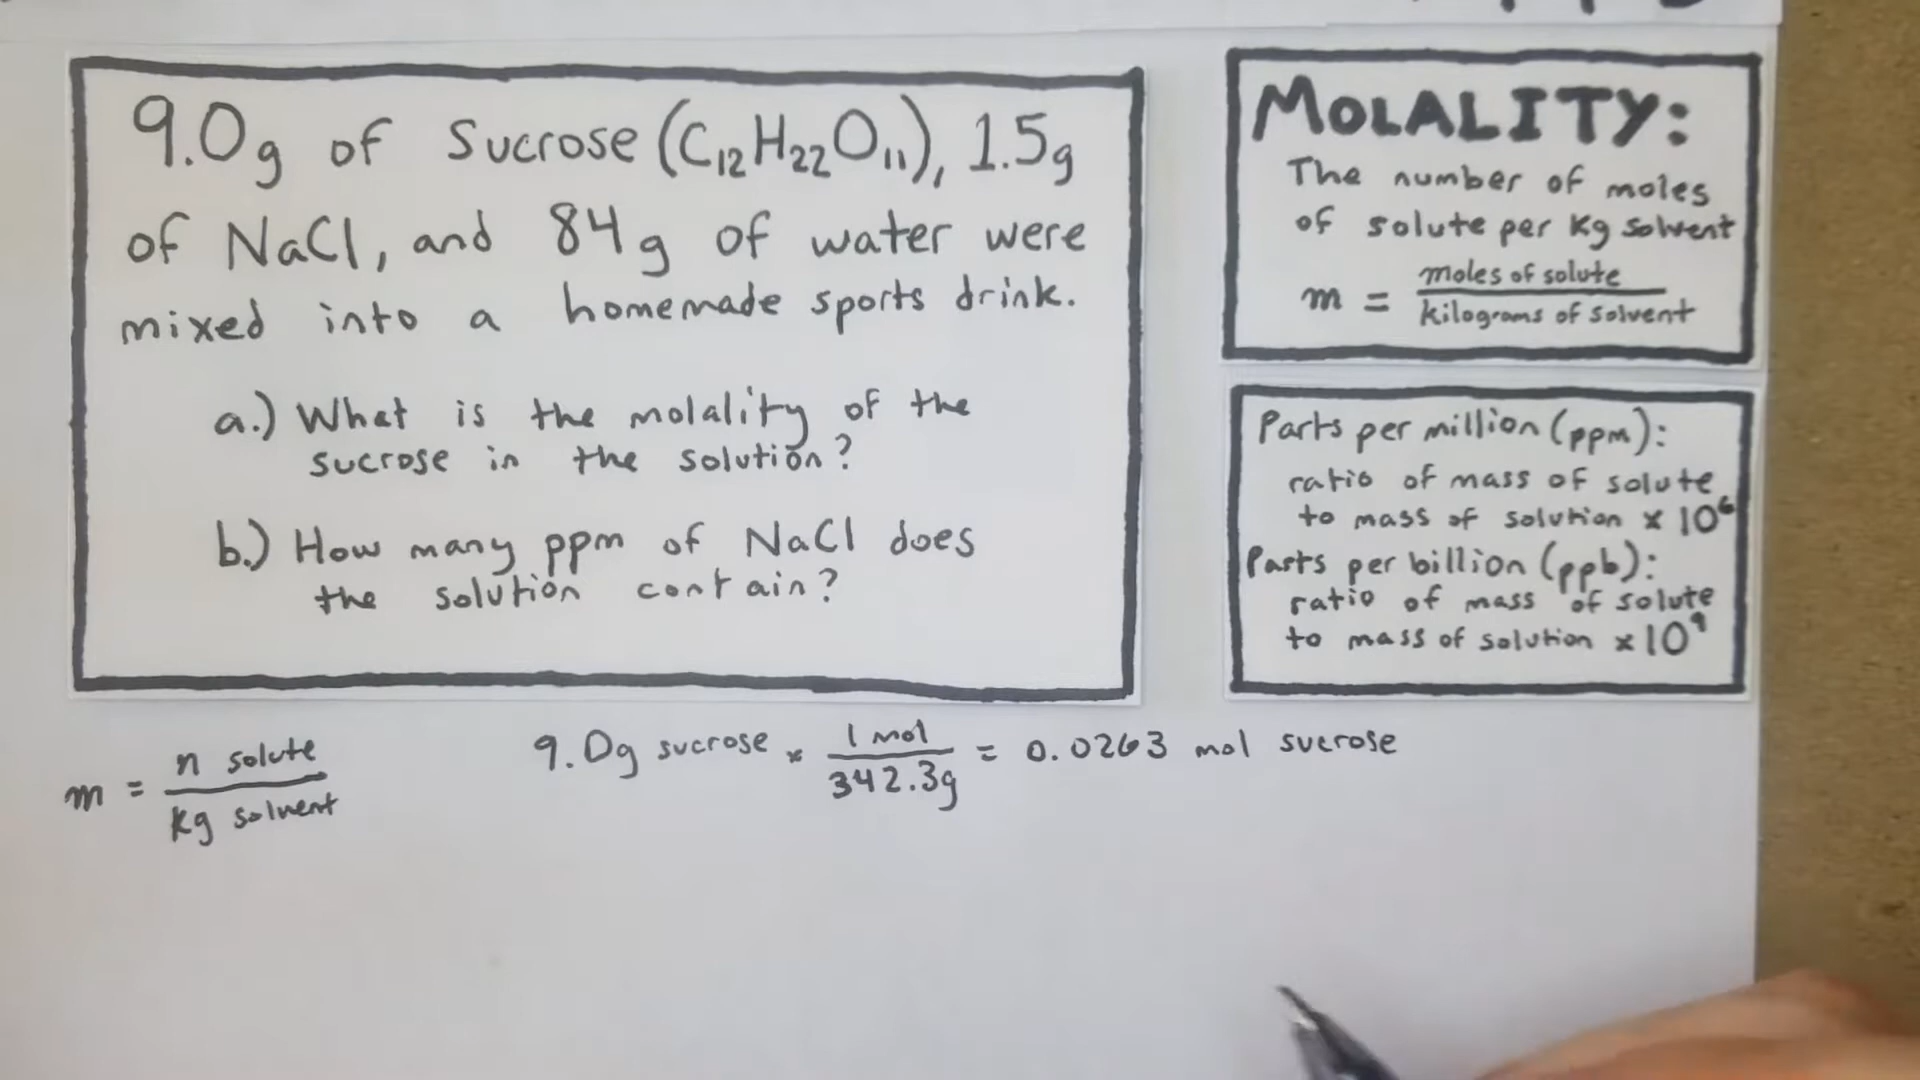 9.0g of Sucrose (C₁₂H₂₂O₁₁), 1.5g
of NaCl, and 84g of water were
mixed into a homemade sports drink.
a.) What is the molality of the
sucrose in the solution?
b.) How many ppm of NaCl does
the solution contain?
MOLALITY:
The number of moles
of solute per Kg solvent
m = moles of solute / kilograms of solvent
Parts per million (ppm):
ratio of mass of solute
to mass of solution x 10⁶
Parts per billion (ppb):
ratio of mass of solute
to mass of solution x 10⁹
m = n solute / kg solvent
9.0g sucrose x 1 mol / 342.3g = 0.0263 mol sucrose